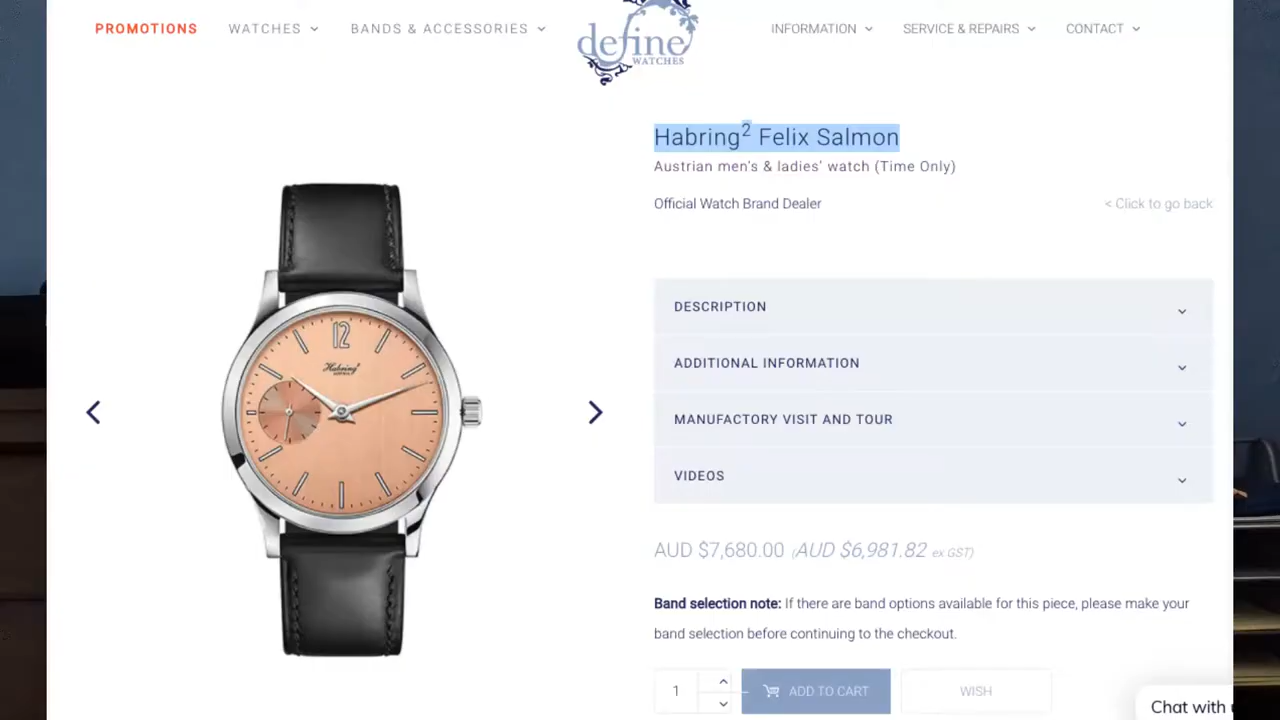 PROMOTIONS
WATCHES
BANDS & ACCESSORIES
define
WATCHES
INFORMATION
SERVICE & REPAIRS
CONTACT
Habring² Felix Salmon
Austrian men's & ladies' watch (Time Only)
Official Watch Brand Dealer
< Click to go back
12
Habring²
DESCRIPTION
ADDITIONAL INFORMATION
MANUFACTORY VISIT AND TOUR
VIDEOS
AUD $7,680.00 (AUD $6,981.82 ex GST)
Band selection note: If there are band options available for this piece, please make your
band selection before continuing to the checkout.
1
ADD TO CART
WISH
Chat with